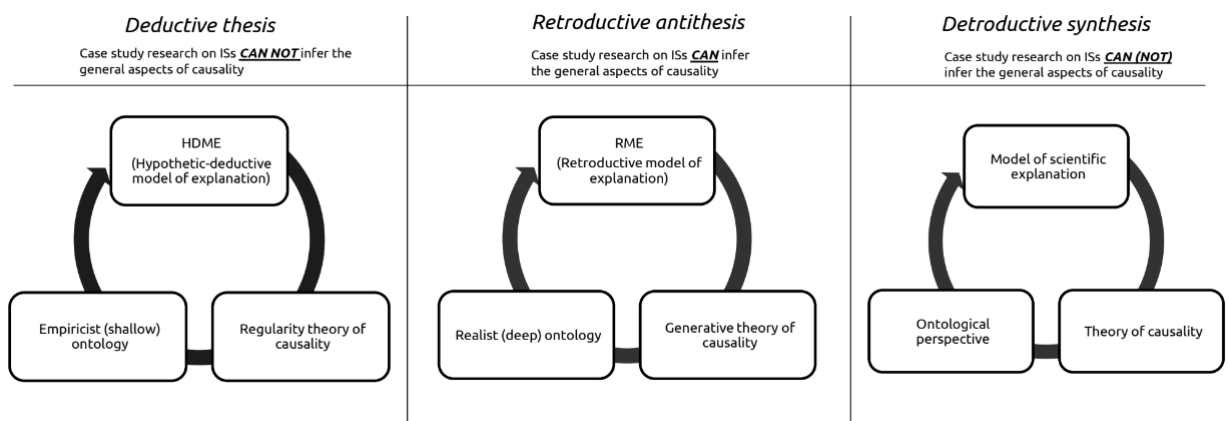 Deductive thesis
Case study research on ISs CAN NOT infer the
general aspects of causality
HDME
(Hypothetic-deductive
model of explanation)
Empiricist (shallow)
ontology
Regularity theory of
causality
Retroductive antithesis
Case study research on ISs CAN infer
the general aspects of causality
RME
(Retroductive model of
explanation)
Realist (deep) ontology
Generative theory of
causality
Detroductive synthesis
Case study research on ISs CAN (NOT)
infer the general aspects of causality
Model of scientific
explanation
Ontological
perspective
Theory of causality